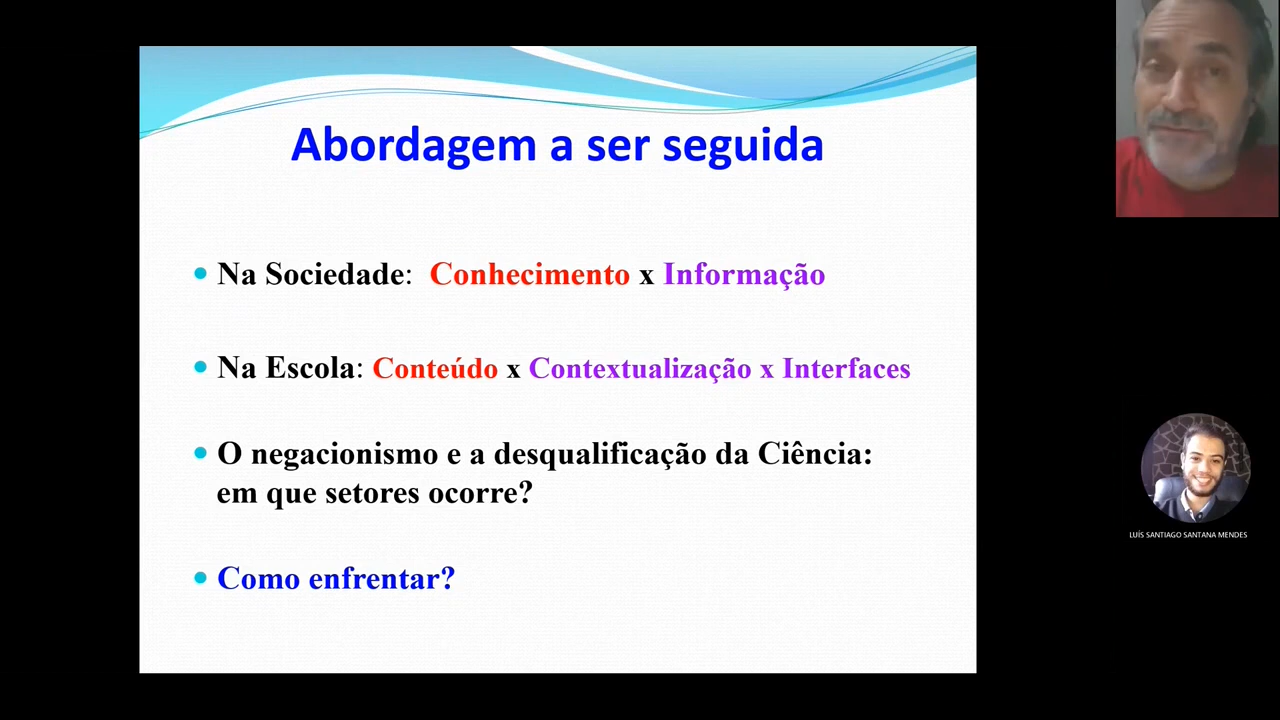 Abordagem a ser seguida
• Na Sociedade: Conhecimento x Informação
• Na Escola: Conteúdo x Contextualização x Interfaces
• O negacionismo e a desqualificação da Ciência:
em que setores ocorre?
• Como enfrentar?
LUÍS SANTIAGO SANTANA MENDES